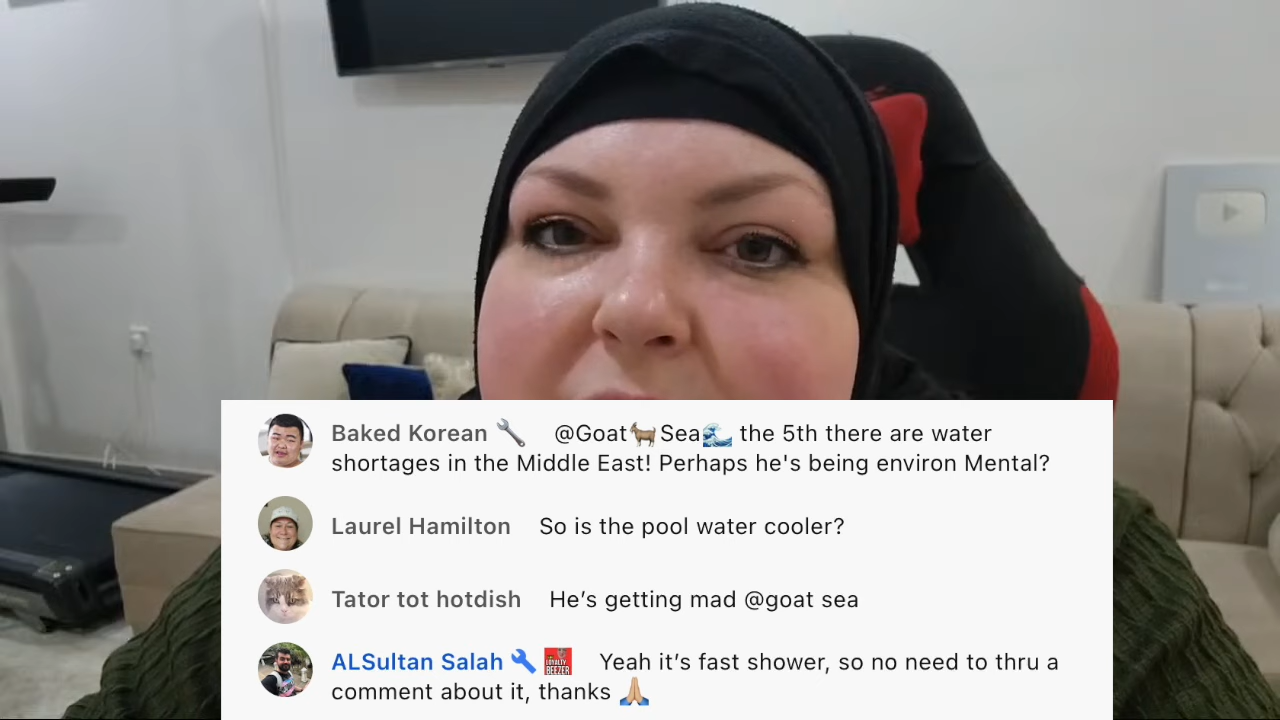 Baked Korean 🔧 @Goat🐐Sea🌊 the 5th there are water
shortages in the Middle East! Perhaps he's being environ Mental?
Laurel Hamilton So is the pool water cooler?
Tator tot hotdish He’s getting mad @goat sea
ALSultan Salah 🔧 LOYALTY BEEZER Yeah it’s fast shower, so no need to thru a
comment about it, thanks 🙏🏼